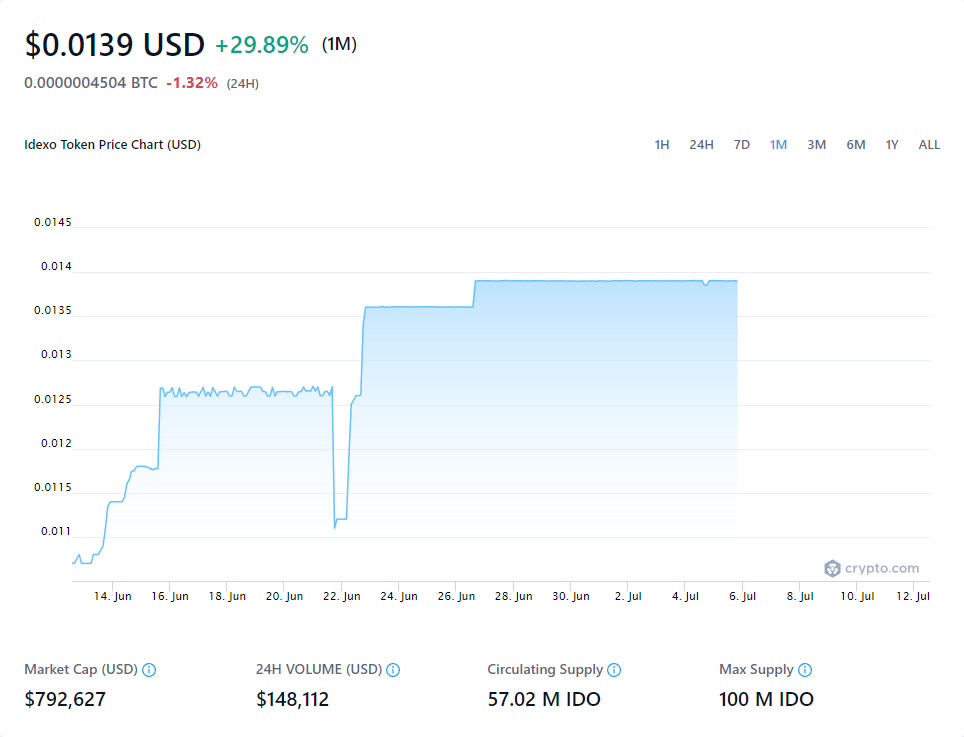 $0.0139 USD +29.89% (1M)
0.0000004504 BTC -1.32% (24H)
Idexo Token Price Chart (USD) 1H 24H 7D 1M 3M 6M 1Y ALL
0.0145
0.014
0.0135
0.013
0.0125
0.012
0.0115
0.011
crypto.com
14. Jun 16. Jun 18. Jun 20. Jun 22. Jun 24. Jun 26. Jun 28. Jun 30. Jun 2. Jul 4. Jul 6. Jul 8. Jul 10. Jul 12. Jul
Market Cap (USD) 24H VOLUME (USD) Circulating Supply Max Supply
$792,627 $148,112 57.02 M IDO 100 M IDO